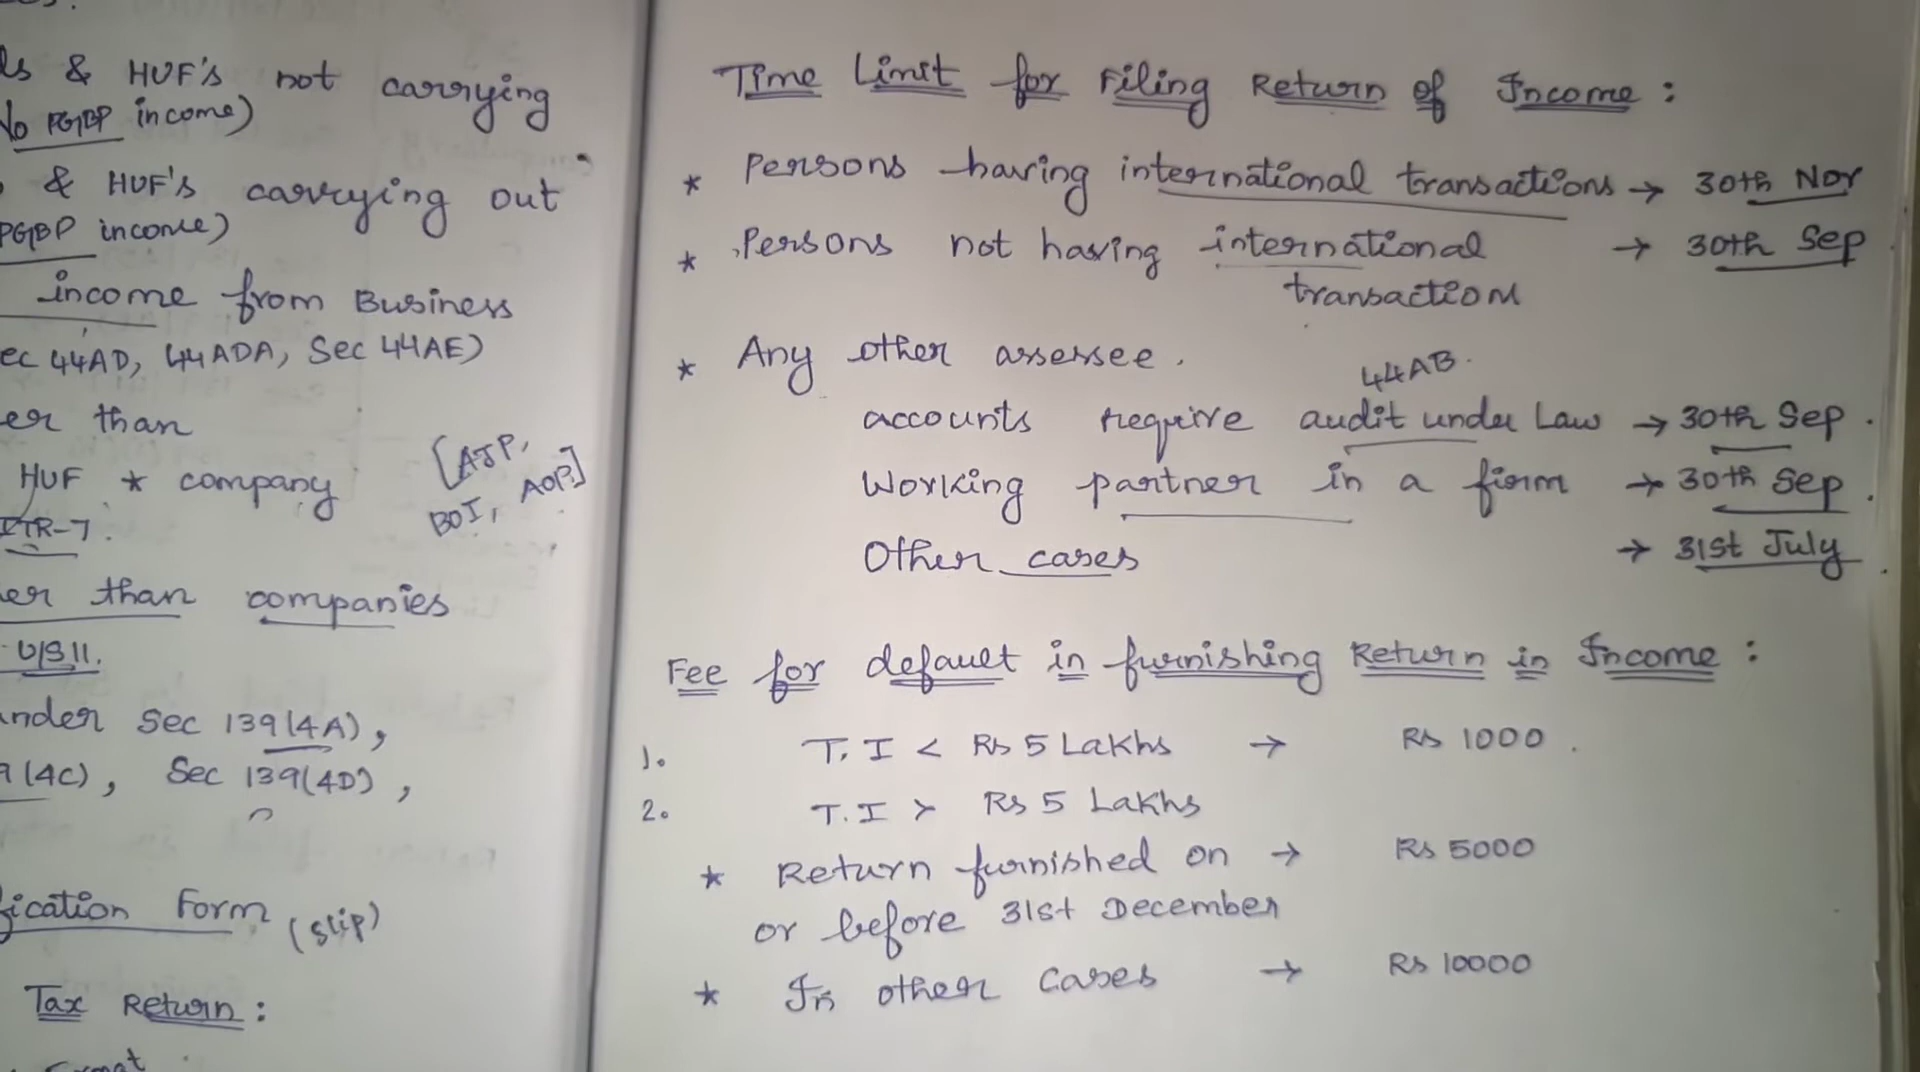 & HUF's not carrying
PGBP income)
& HUF's carrying out
PGBP income)
income from Business
44AD, 44ADA, Sec 44AE)
er than
HUF * company [AJP,
BOI, AOP.]
ITR-7.
er than companies
U/S 11.
under Sec 139(4A),
(4C), Sec 139(4D),
fication Form (slip)
Tax Return:
Time Limit for Filing Return of Income:
* Persons having international transactions → 30th Nov
* Persons not having international → 30th Sep
transaction
* Any other assessee.
44AB.
accounts require audit under Law → 30th Sep.
Working partner in a firm → 30th Sep.
Other cases → 31st July
Fee for default in furnishing Return in Income:
1. T.I < Rs 5 Lakhs → Rs 1000.
2. T.I > Rs 5 Lakhs
* Return furnished on → Rs 5000
or before 31st December
* In other cases → Rs 10000